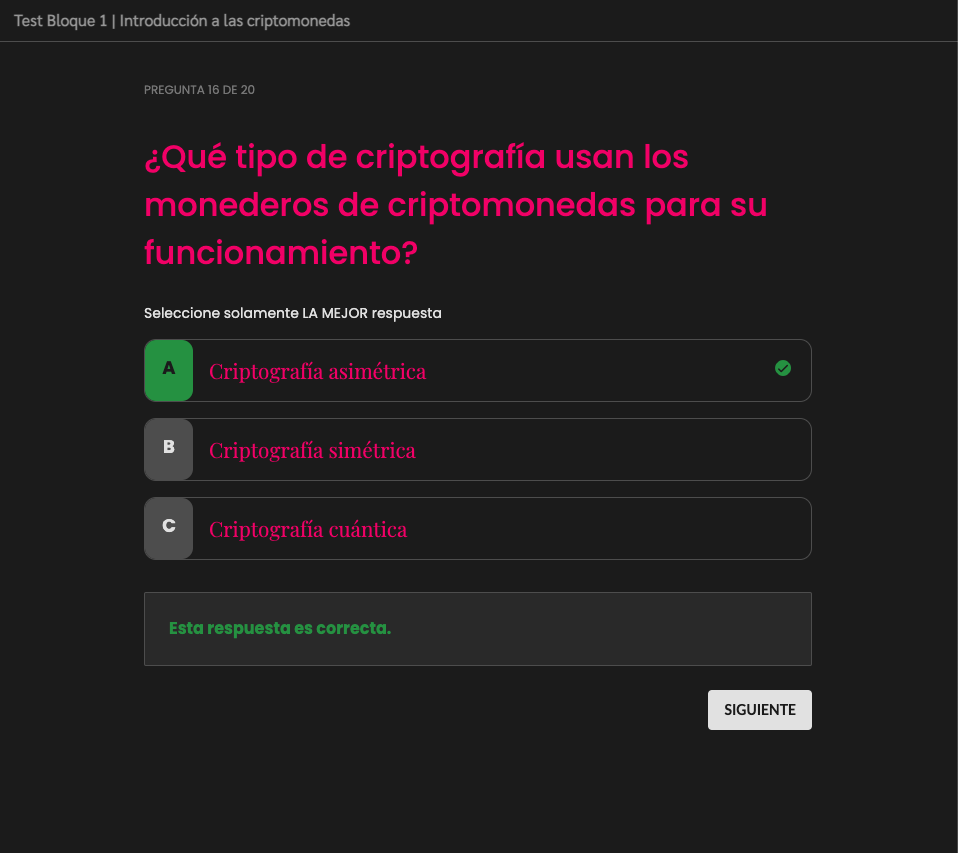 Test Bloque 1 | Introducción a las criptomonedas
PREGUNTA 16 DE 20
¿Qué tipo de criptografía usan los
monederos de criptomonedas para su
funcionamiento?
Seleccione solamente LA MEJOR respuesta
A Criptografía asimétrica
B Criptografía simétrica
C Criptografía cuántica
Esta respuesta es correcta.
SIGUIENTE